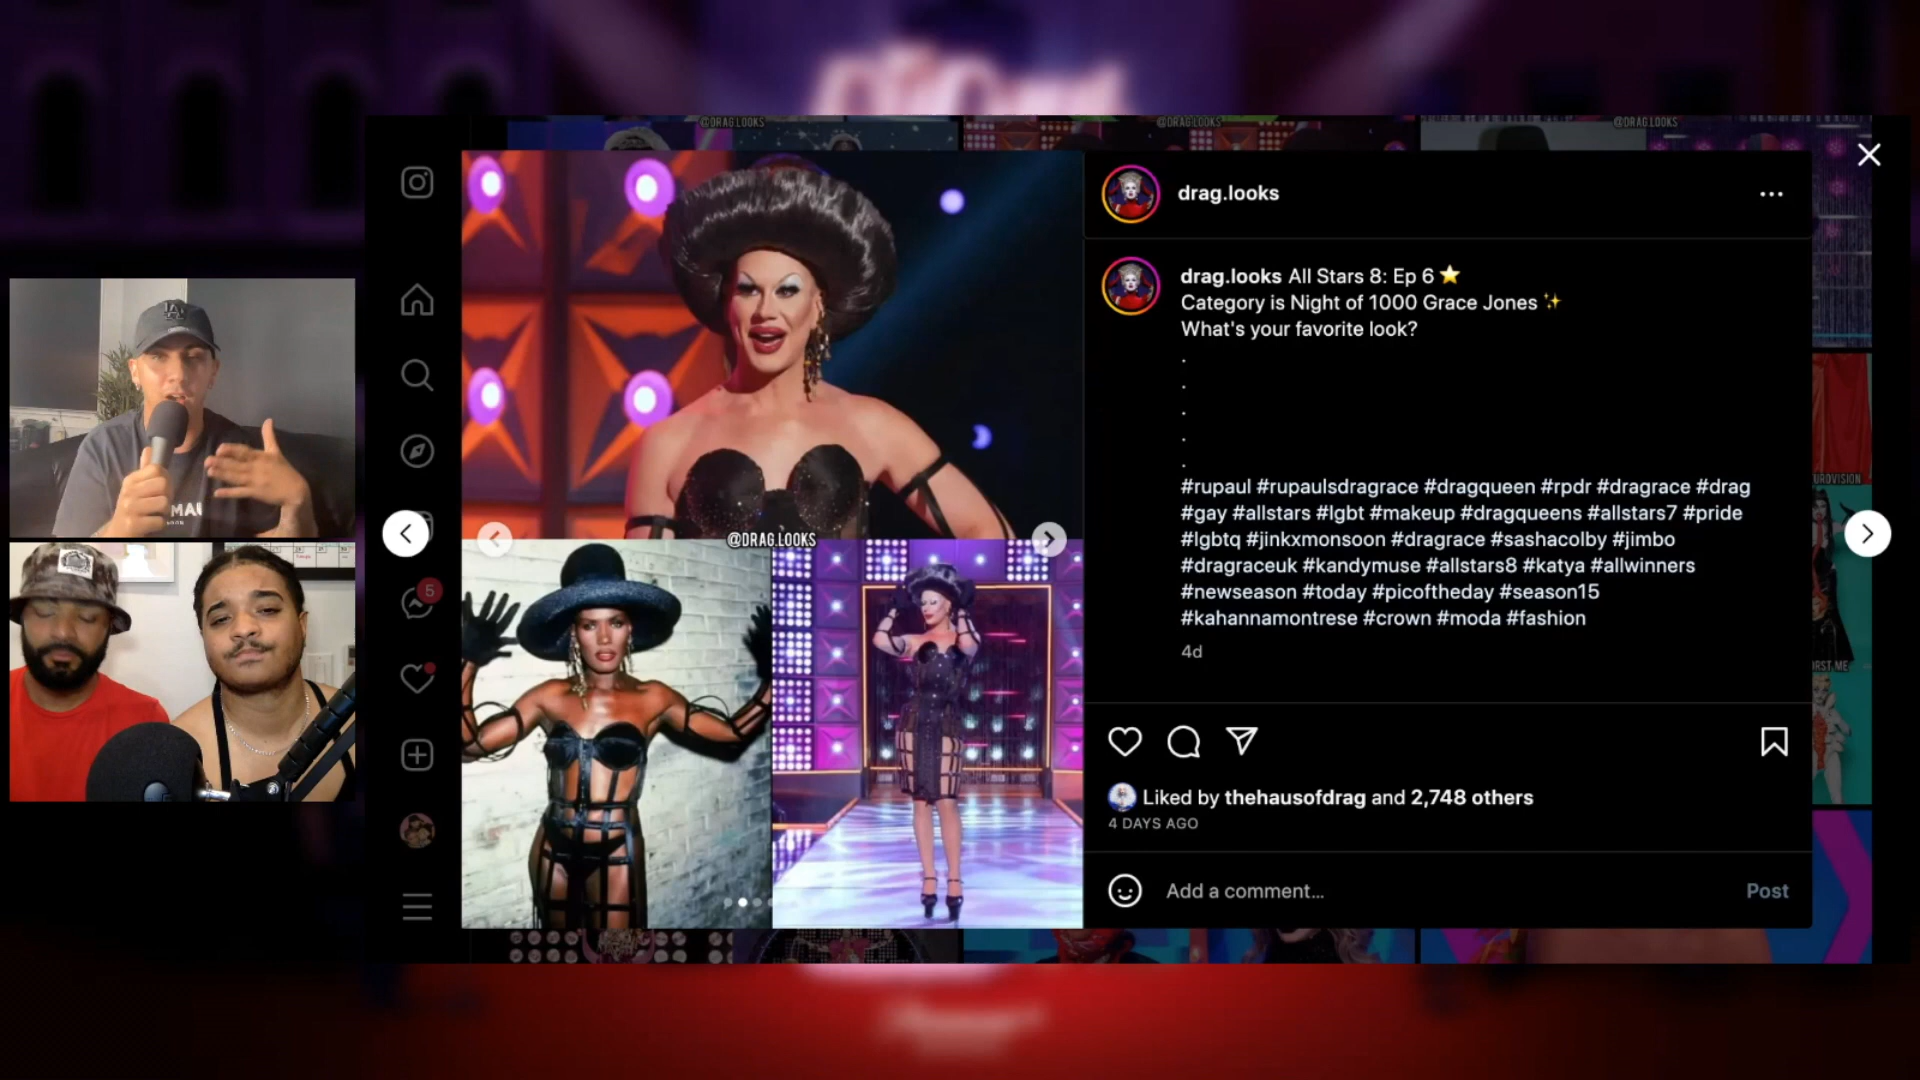 @DRAG.LOOKS
@DRAG.LOOKS
@DRAG.LOOKS
drag.looks
drag.looks All Stars 8: Ep 6⭐
Category is Night of 1000 Grace Jones✨
What's your favorite look?
.
.
.
.
.
#rupaul #rupaulsdragrace #dragqueen #rpdr #dragrace #drag
#gay #allstars #lgbt #makeup #dragqueens #allstars7 #pride
#lgbtq #jinkxmonsoon #dragrace #sashacolby #jimbo
#dragraceuk #kandymuse #allstars8 #katya #allwinners
#newseason #today #picoftheday #season15
#kahannamontrese #crown #moda #fashion
4d
@DRAG.LOOKS
5
Liked by thehausofdrag and 2,748 others
4 DAYS AGO
Add a comment...
Post